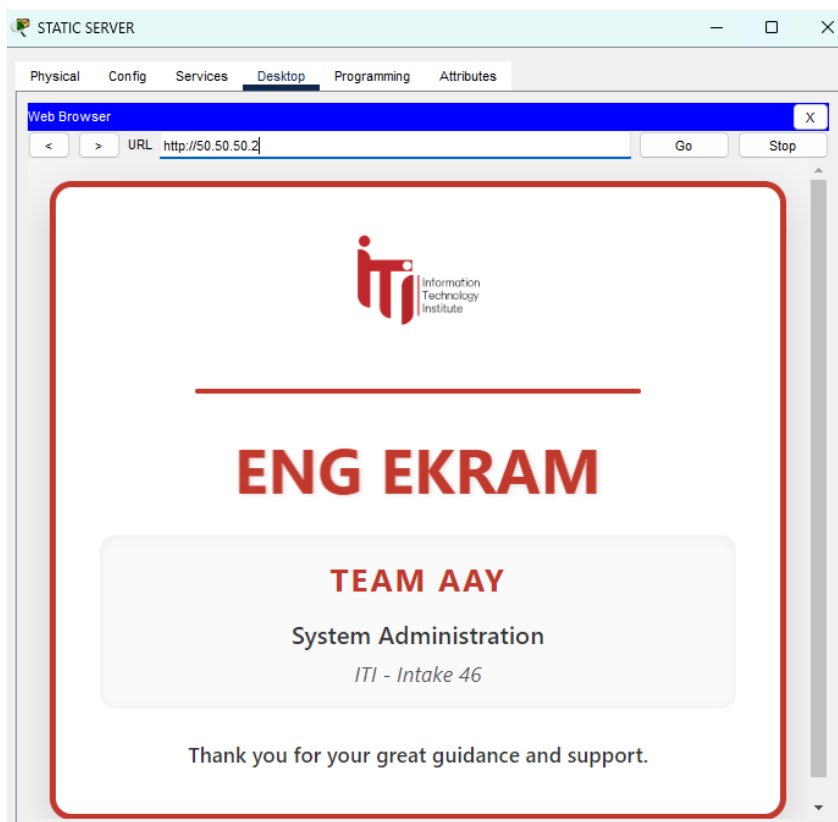 STATIC SERVER
Physical Config Services Desktop Programming Attributes
Web Browser X
< > URL http://50.50.50.2 Go Stop
iTi Information
Technology
Institute
ENG EKRAM
TEAM AAY
System Administration
ITI - Intake 46
Thank you for your great guidance and support.